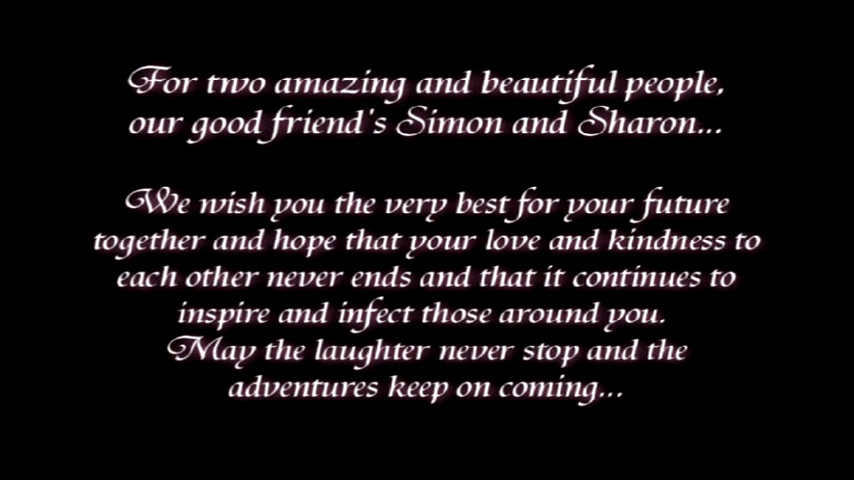 For two amazing and beautiful people,
our good friend's Simon and Sharon...
We wish you the very best for your future
together and hope that your love and kindness to
each other never ends and that it continues to
inspire and infect those around you.
May the laughter never stop and the
adventures keep on coming...